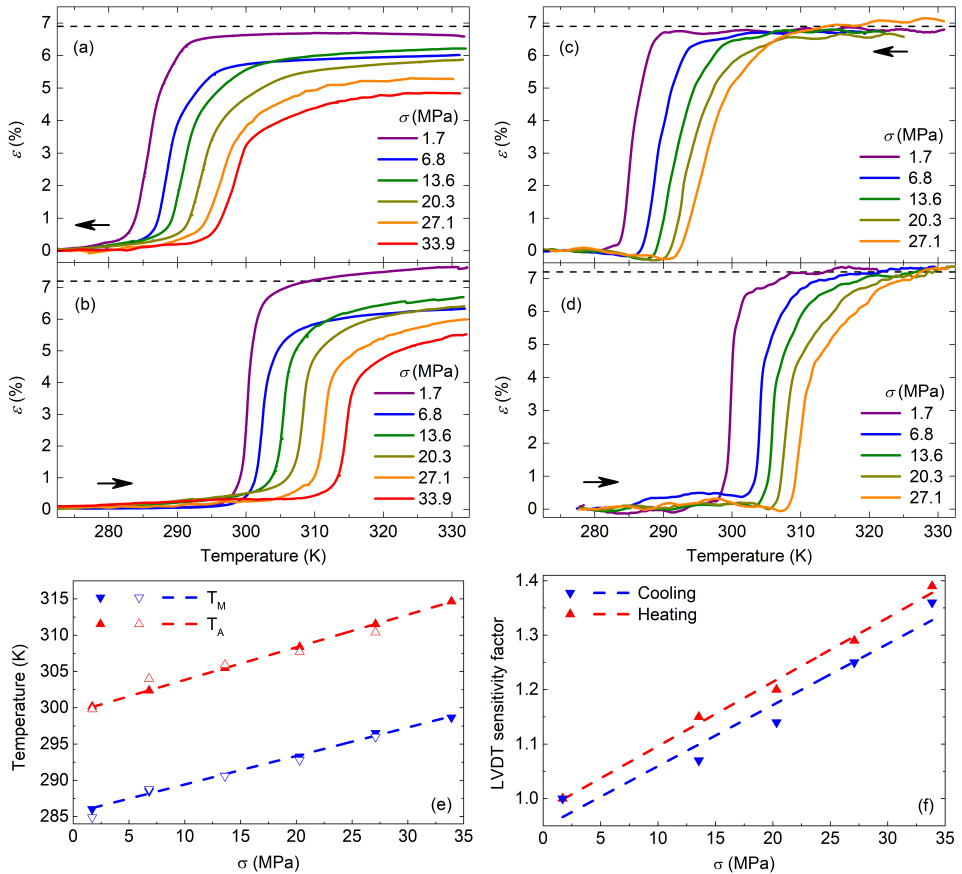 7
6
5
4
3
2
1
0
ε (%)
(a)
σ (MPa)
1.7
6.8
13.6
20.3
27.1
33.9
7
6
5
4
3
2
1
0
ε (%)
(c)
σ (MPa)
1.7
6.8
13.6
20.3
27.1
7
6
5
4
3
2
1
0
ε (%)
(b)
σ (MPa)
1.7
6.8
13.6
20.3
27.1
33.9
280 290 300 310 320 330
Temperature (K)
7
6
5
4
3
2
1
0
ε (%)
(d)
σ (MPa)
1.7
6.8
13.6
20.3
27.1
280 290 300 310 320 330
Temperature (K)
315
310
305
300
295
290
285
Temperature (K)
T_M
T_A
(e)
0 5 10 15 20 25 30 35
σ (MPa)
1.4
1.3
1.2
1.1
1.0
LVDT sensitivity factor
Cooling
Heating
(f)
0 5 10 15 20 25 30 35
σ (MPa)